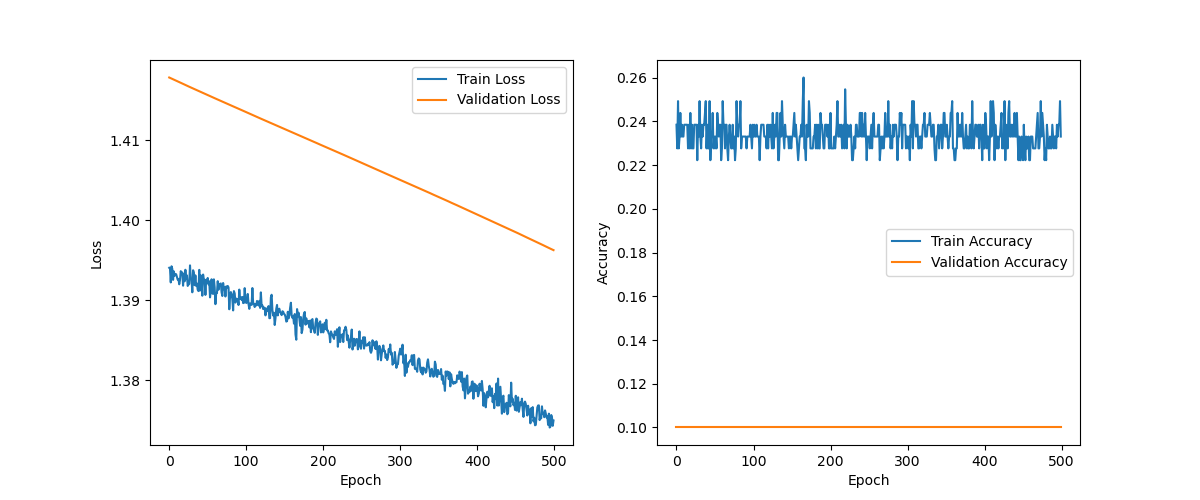 Train Loss
Validation Loss
1.41
1.40
1.39
1.38
Loss
0 100 200 300 400 500
Epoch
0.26
0.24
0.22
0.20
0.18
0.16
0.14
0.12
0.10
Accuracy
Train Accuracy
Validation Accuracy
0 100 200 300 400 500
Epoch